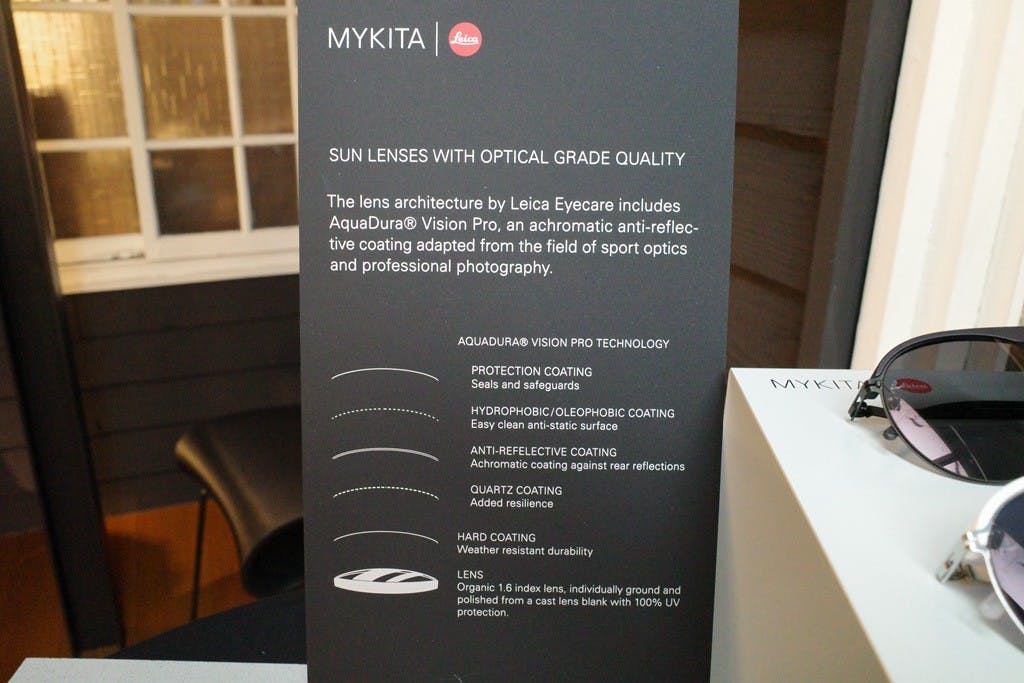 MYKITA | Leica
SUN LENSES WITH OPTICAL GRADE QUALITY
The lens architecture by Leica Eyecare includes
AquaDura® Vision Pro, an achromatic anti-reflec-
tive coating adapted from the field of sport optics
and professional photography.
AQUADURA® VISION PRO TECHNOLOGY
PROTECTION COATING
Seals and safeguards
HYDROPHOBIC/OLEOPHOBIC COATING
Easy clean anti-static surface
ANTI-REFELECTIVE COATING
Achromatic coating against rear reflections
QUARTZ COATING
Added resilience
HARD COATING
Weather resistant durability
LENS
Organic 1.6 index lens, individually ground and
polished from a cast lens blank with 100% UV
protection.
MYKITA Leica